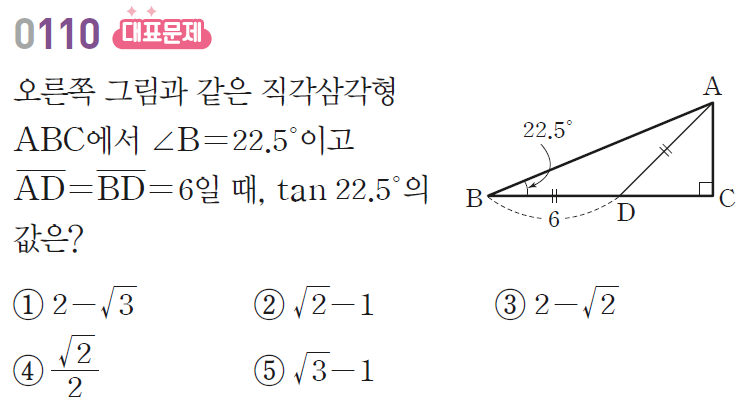 0110 대표문제
오른쪽 그림과 같은 직각삼각형
ABC에서 ∠B=22.5°이고
A̅D̅=B̅D̅=6일 때, tan 22.5°의
값은?
A
22.5°
B
D
C
6
① 2-√3 ② √2-1 ③ 2-√2
④ √2/2 ⑤ √3-1